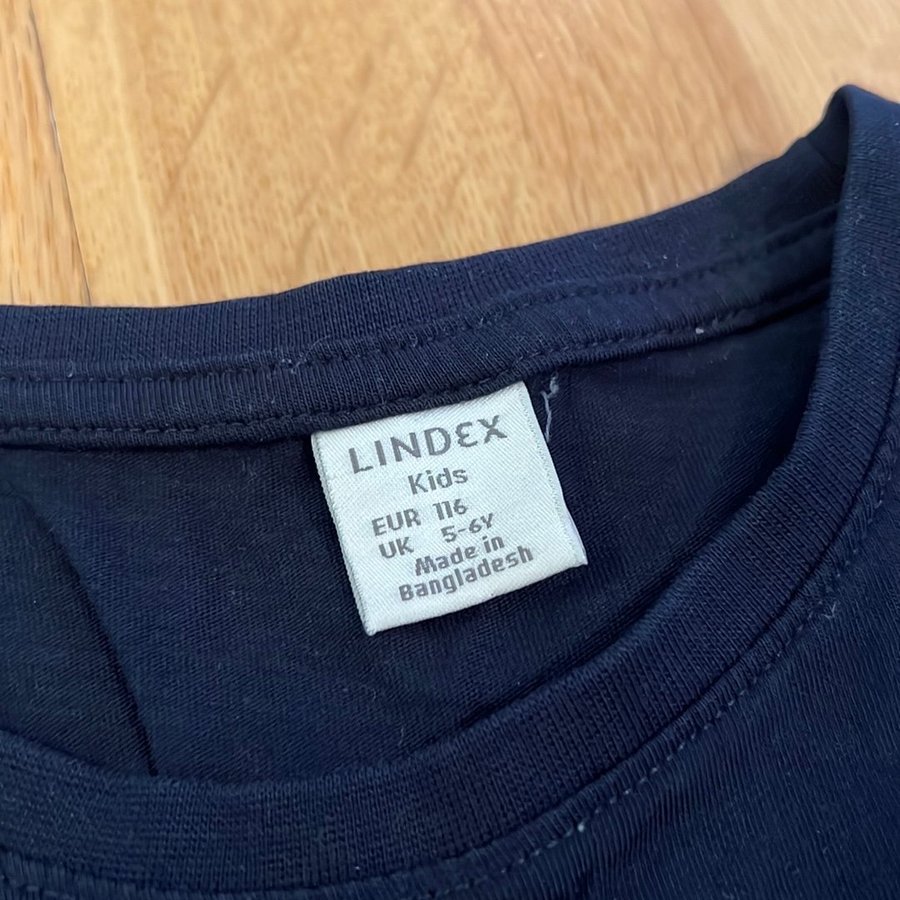 LINDEX
Kids
EUR 116
UK 5-6Y
Made in
Bangladesh